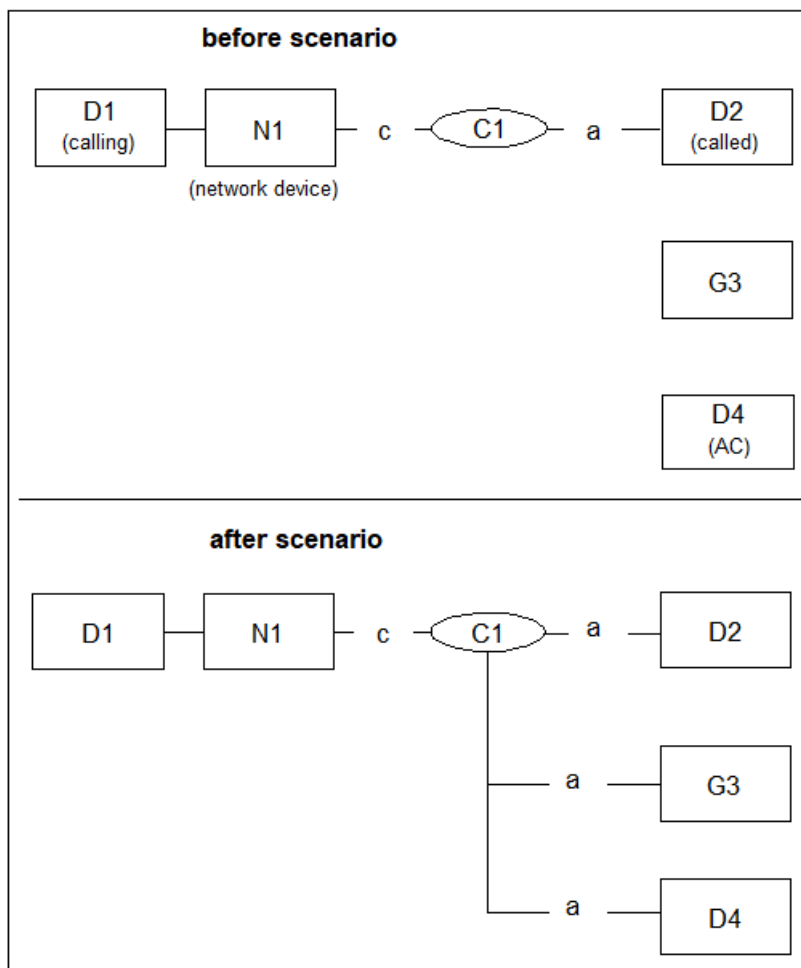 before scenario
D1
(calling)
N1
(network device)
c
C1
a
D2
(called)
G3
D4
(AC)
after scenario
D1
N1
c
C1
a
D2
a
G3
a
D4